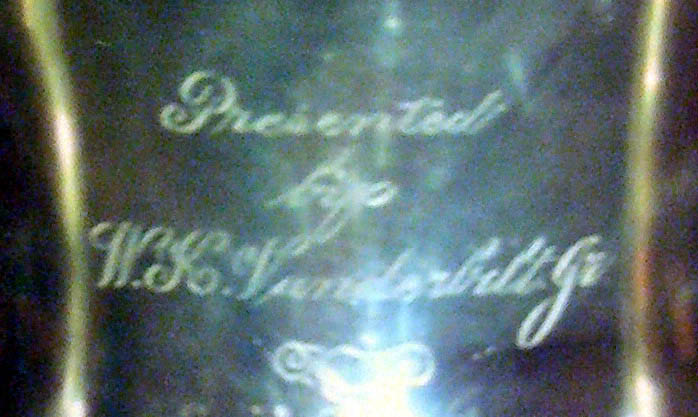 Presented
by
W.K. Vanderbilt. Jr